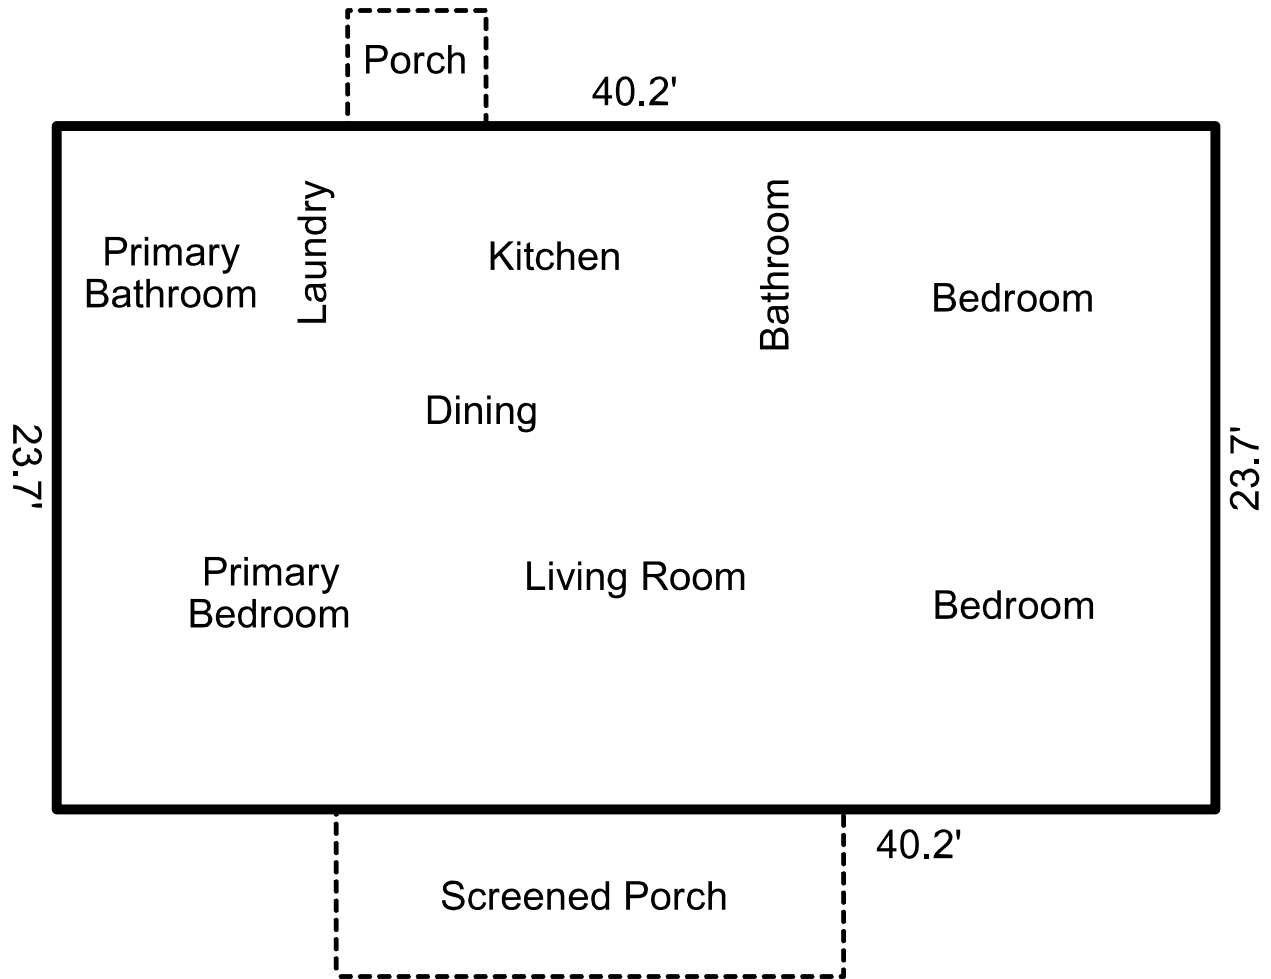 Porch
40.2'
Primary
Bathroom
Laundry
Kitchen
Bathroom
Bedroom
Dining
23.7'
23.7'
Primary
Bedroom
Living Room
Bedroom
40.2'
Screened Porch